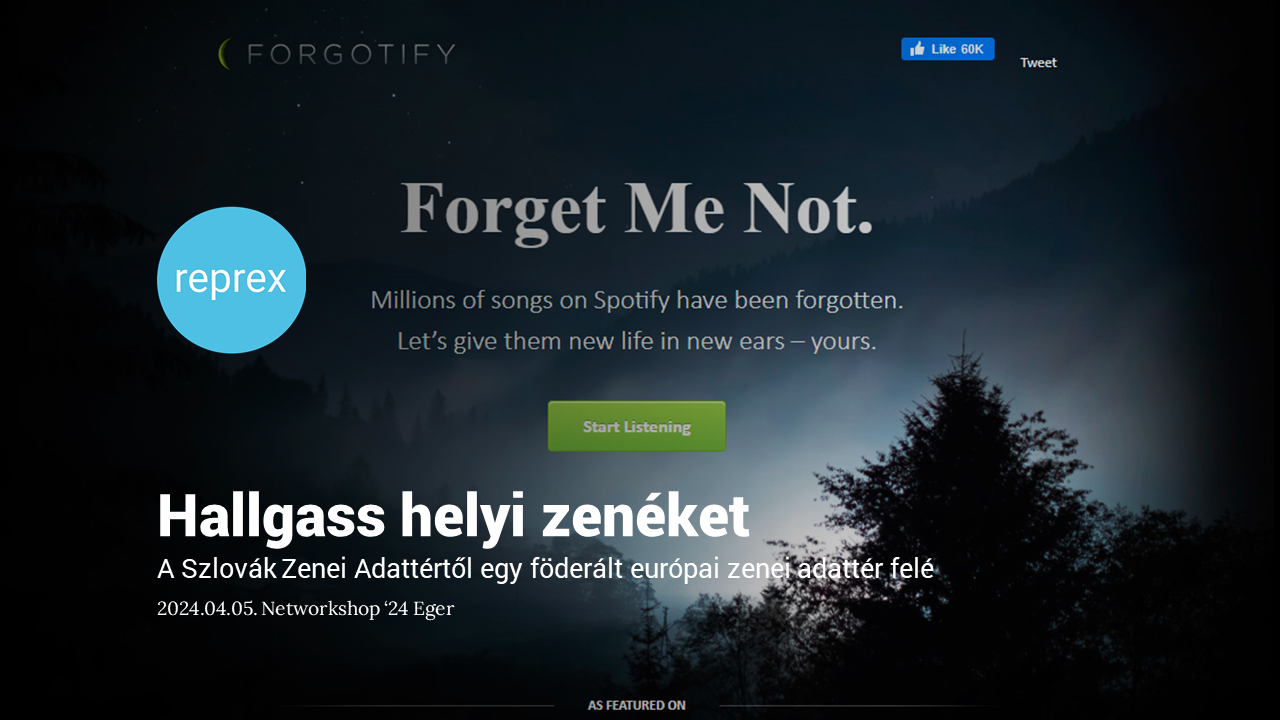 FORGOTIFY
Like 60K
Tweet
Forget Me Not.
reprex
Millions of songs on Spotify have been forgotten.
Let's give them new life in new ears – yours.
Start Listening
Hallgass helyi zenéket
A Szlovák Zenei Adattértől egy föderált európai zenei adattér felé
2024.04.05. Networkshop ‘24 Eger
AS FEATURED ON